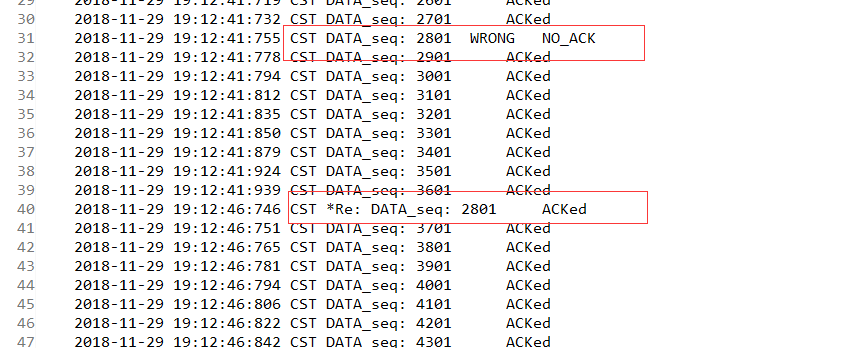 29 2018-11-29 19:12:41:719 CST DATA_seq: 2601 ACKed
30 2018-11-29 19:12:41:732 CST DATA_seq: 2701 ACKed
31 2018-11-29 19:12:41:755 CST DATA_seq: 2801 WRONG NO_ACK
32 2018-11-29 19:12:41:778 CST DATA_seq: 2901 ACKed
33 2018-11-29 19:12:41:794 CST DATA_seq: 3001 ACKed
34 2018-11-29 19:12:41:812 CST DATA_seq: 3101 ACKed
35 2018-11-29 19:12:41:835 CST DATA_seq: 3201 ACKed
36 2018-11-29 19:12:41:850 CST DATA_seq: 3301 ACKed
37 2018-11-29 19:12:41:879 CST DATA_seq: 3401 ACKed
38 2018-11-29 19:12:41:924 CST DATA_seq: 3501 ACKed
39 2018-11-29 19:12:41:939 CST DATA_seq: 3601 ACKed
40 2018-11-29 19:12:46:746 CST *Re: DATA_seq: 2801 ACKed
41 2018-11-29 19:12:46:751 CST DATA_seq: 3701 ACKed
42 2018-11-29 19:12:46:765 CST DATA_seq: 3801 ACKed
43 2018-11-29 19:12:46:781 CST DATA_seq: 3901 ACKed
44 2018-11-29 19:12:46:794 CST DATA_seq: 4001 ACKed
45 2018-11-29 19:12:46:806 CST DATA_seq: 4101 ACKed
46 2018-11-29 19:12:46:822 CST DATA_seq: 4201 ACKed
47 2018-11-29 19:12:46:842 CST DATA_seq: 4301 ACKed